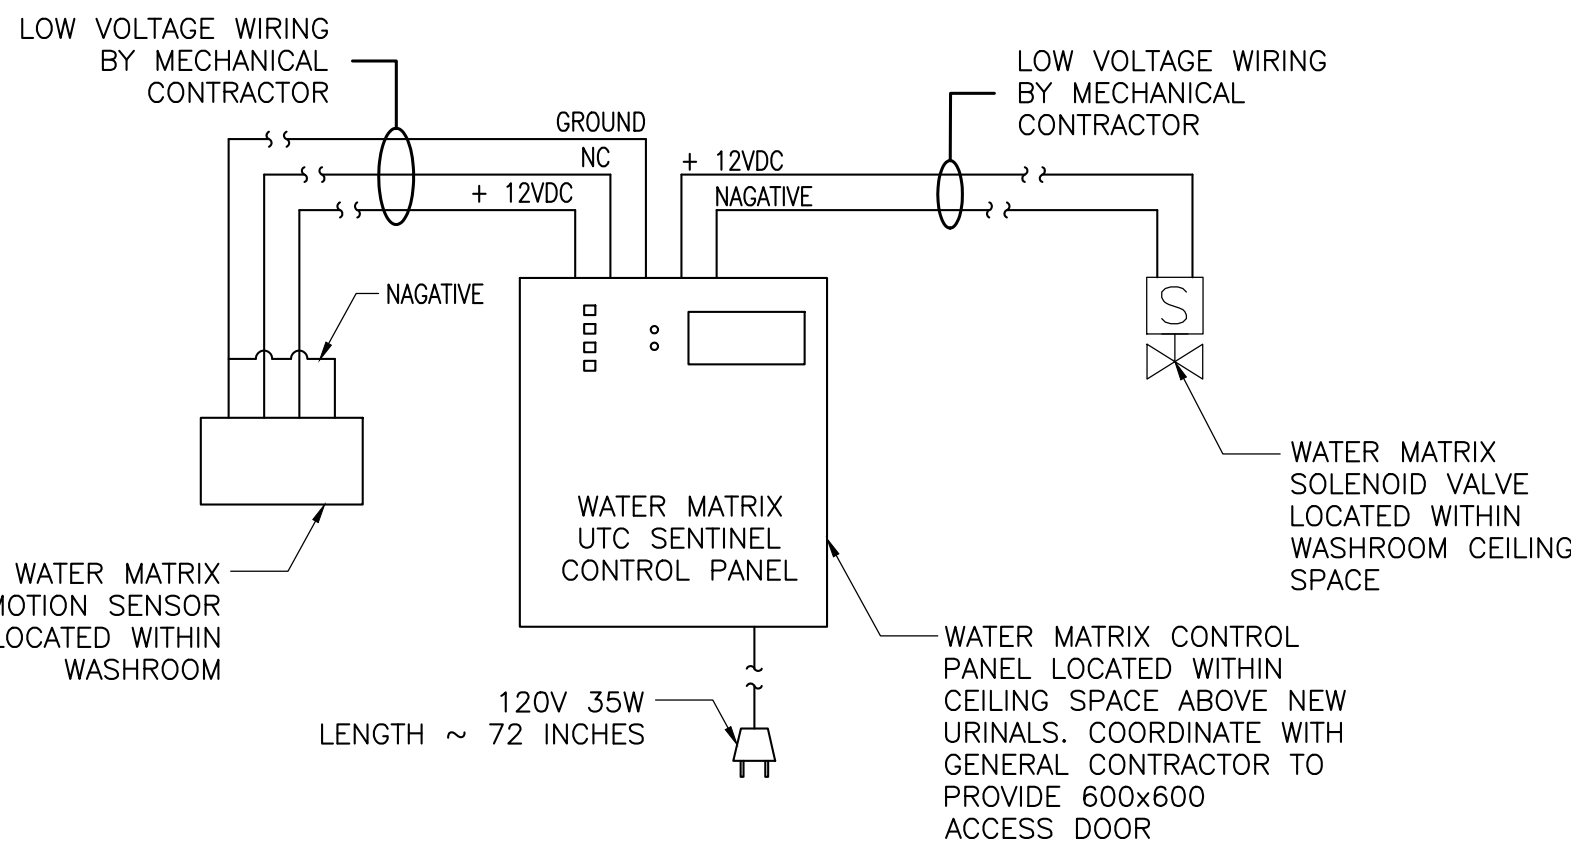 LOW VOLTAGE WIRING
BY MECHANICAL
CONTRACTOR
LOW VOLTAGE WIRING
BY MECHANICAL
CONTRACTOR
GROUND
NC
+ 12VDC
+ 12VDC
NAGATIVE
NAGATIVE
S
WATER MATRIX
SOLENOID VALVE
LOCATED WITHIN
WASHROOM CEILING
SPACE
WATER MATRIX
UTC SENTINEL
CONTROL PANEL
WATER MATRIX
MOTION SENSOR
LOCATED WITHIN
WASHROOM
WATER MATRIX CONTROL
PANEL LOCATED WITHIN
CEILING SPACE ABOVE NEW
URINALS. COORDINATE WITH
GENERAL CONTRACTOR TO
PROVIDE 600x600
ACCESS DOOR
120V 35W
LENGTH ~ 72 INCHES